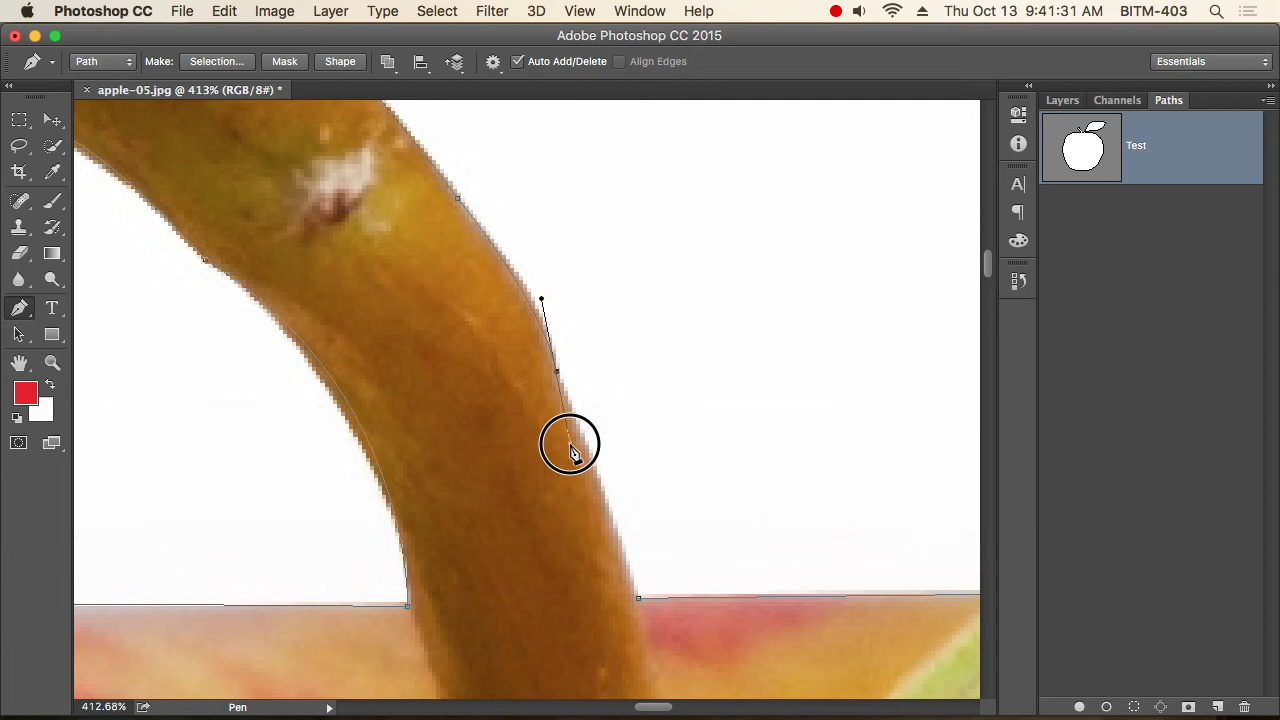 Photoshop CC File Edit Image Layer Type Select Filter 3D View Window Help Thu Oct 13 9:41:31 AM BITM-403
Adobe Photoshop CC 2015
Path Make: Selection... Mask Shape Auto Add/Delete Align Edges Essentials
× apple-05.jpg @ 413% (RGB/8#) *
Layers Channels Paths
Test
412.68% Pen